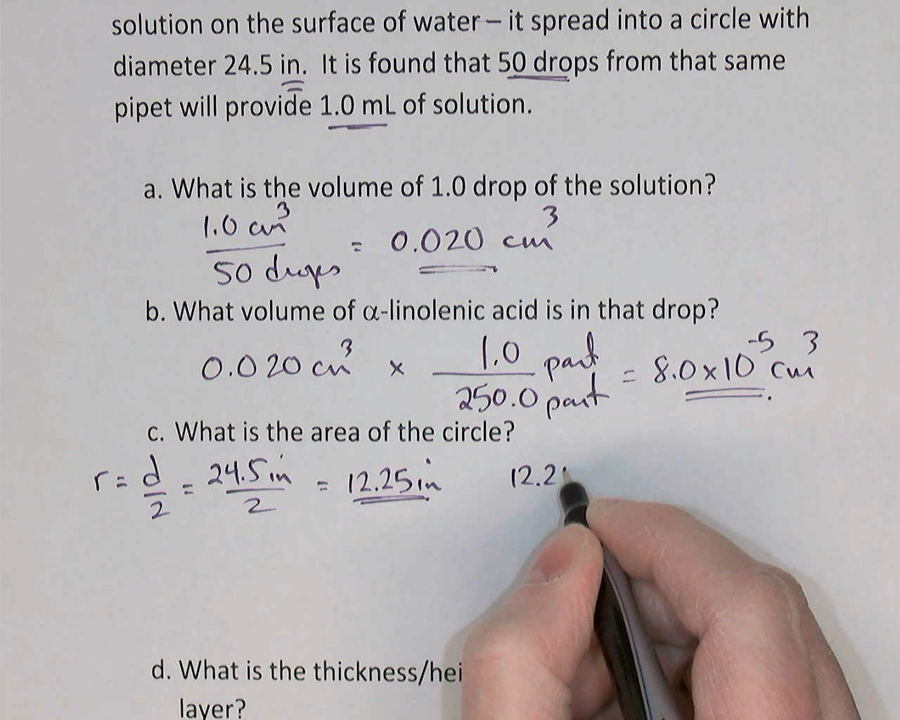 solution on the surface of water – it spread into a circle with
diameter 24.5 in. It is found that 50 drops from that same
pipet will provide 1.0 mL of solution.
a. What is the volume of 1.0 drop of the solution?
1.0 cm³
50 drops
= 0.020 cm³
b. What volume of α-linolenic acid is in that drop?
0.020 cm³ × 1.0 part / 250.0 part = 8.0 x 10⁻⁵ cm³.
c. What is the area of the circle?
r = d/2 = 24.5 in/2 = 12.25 in 12.2
d. What is the thickness/hei
layer?